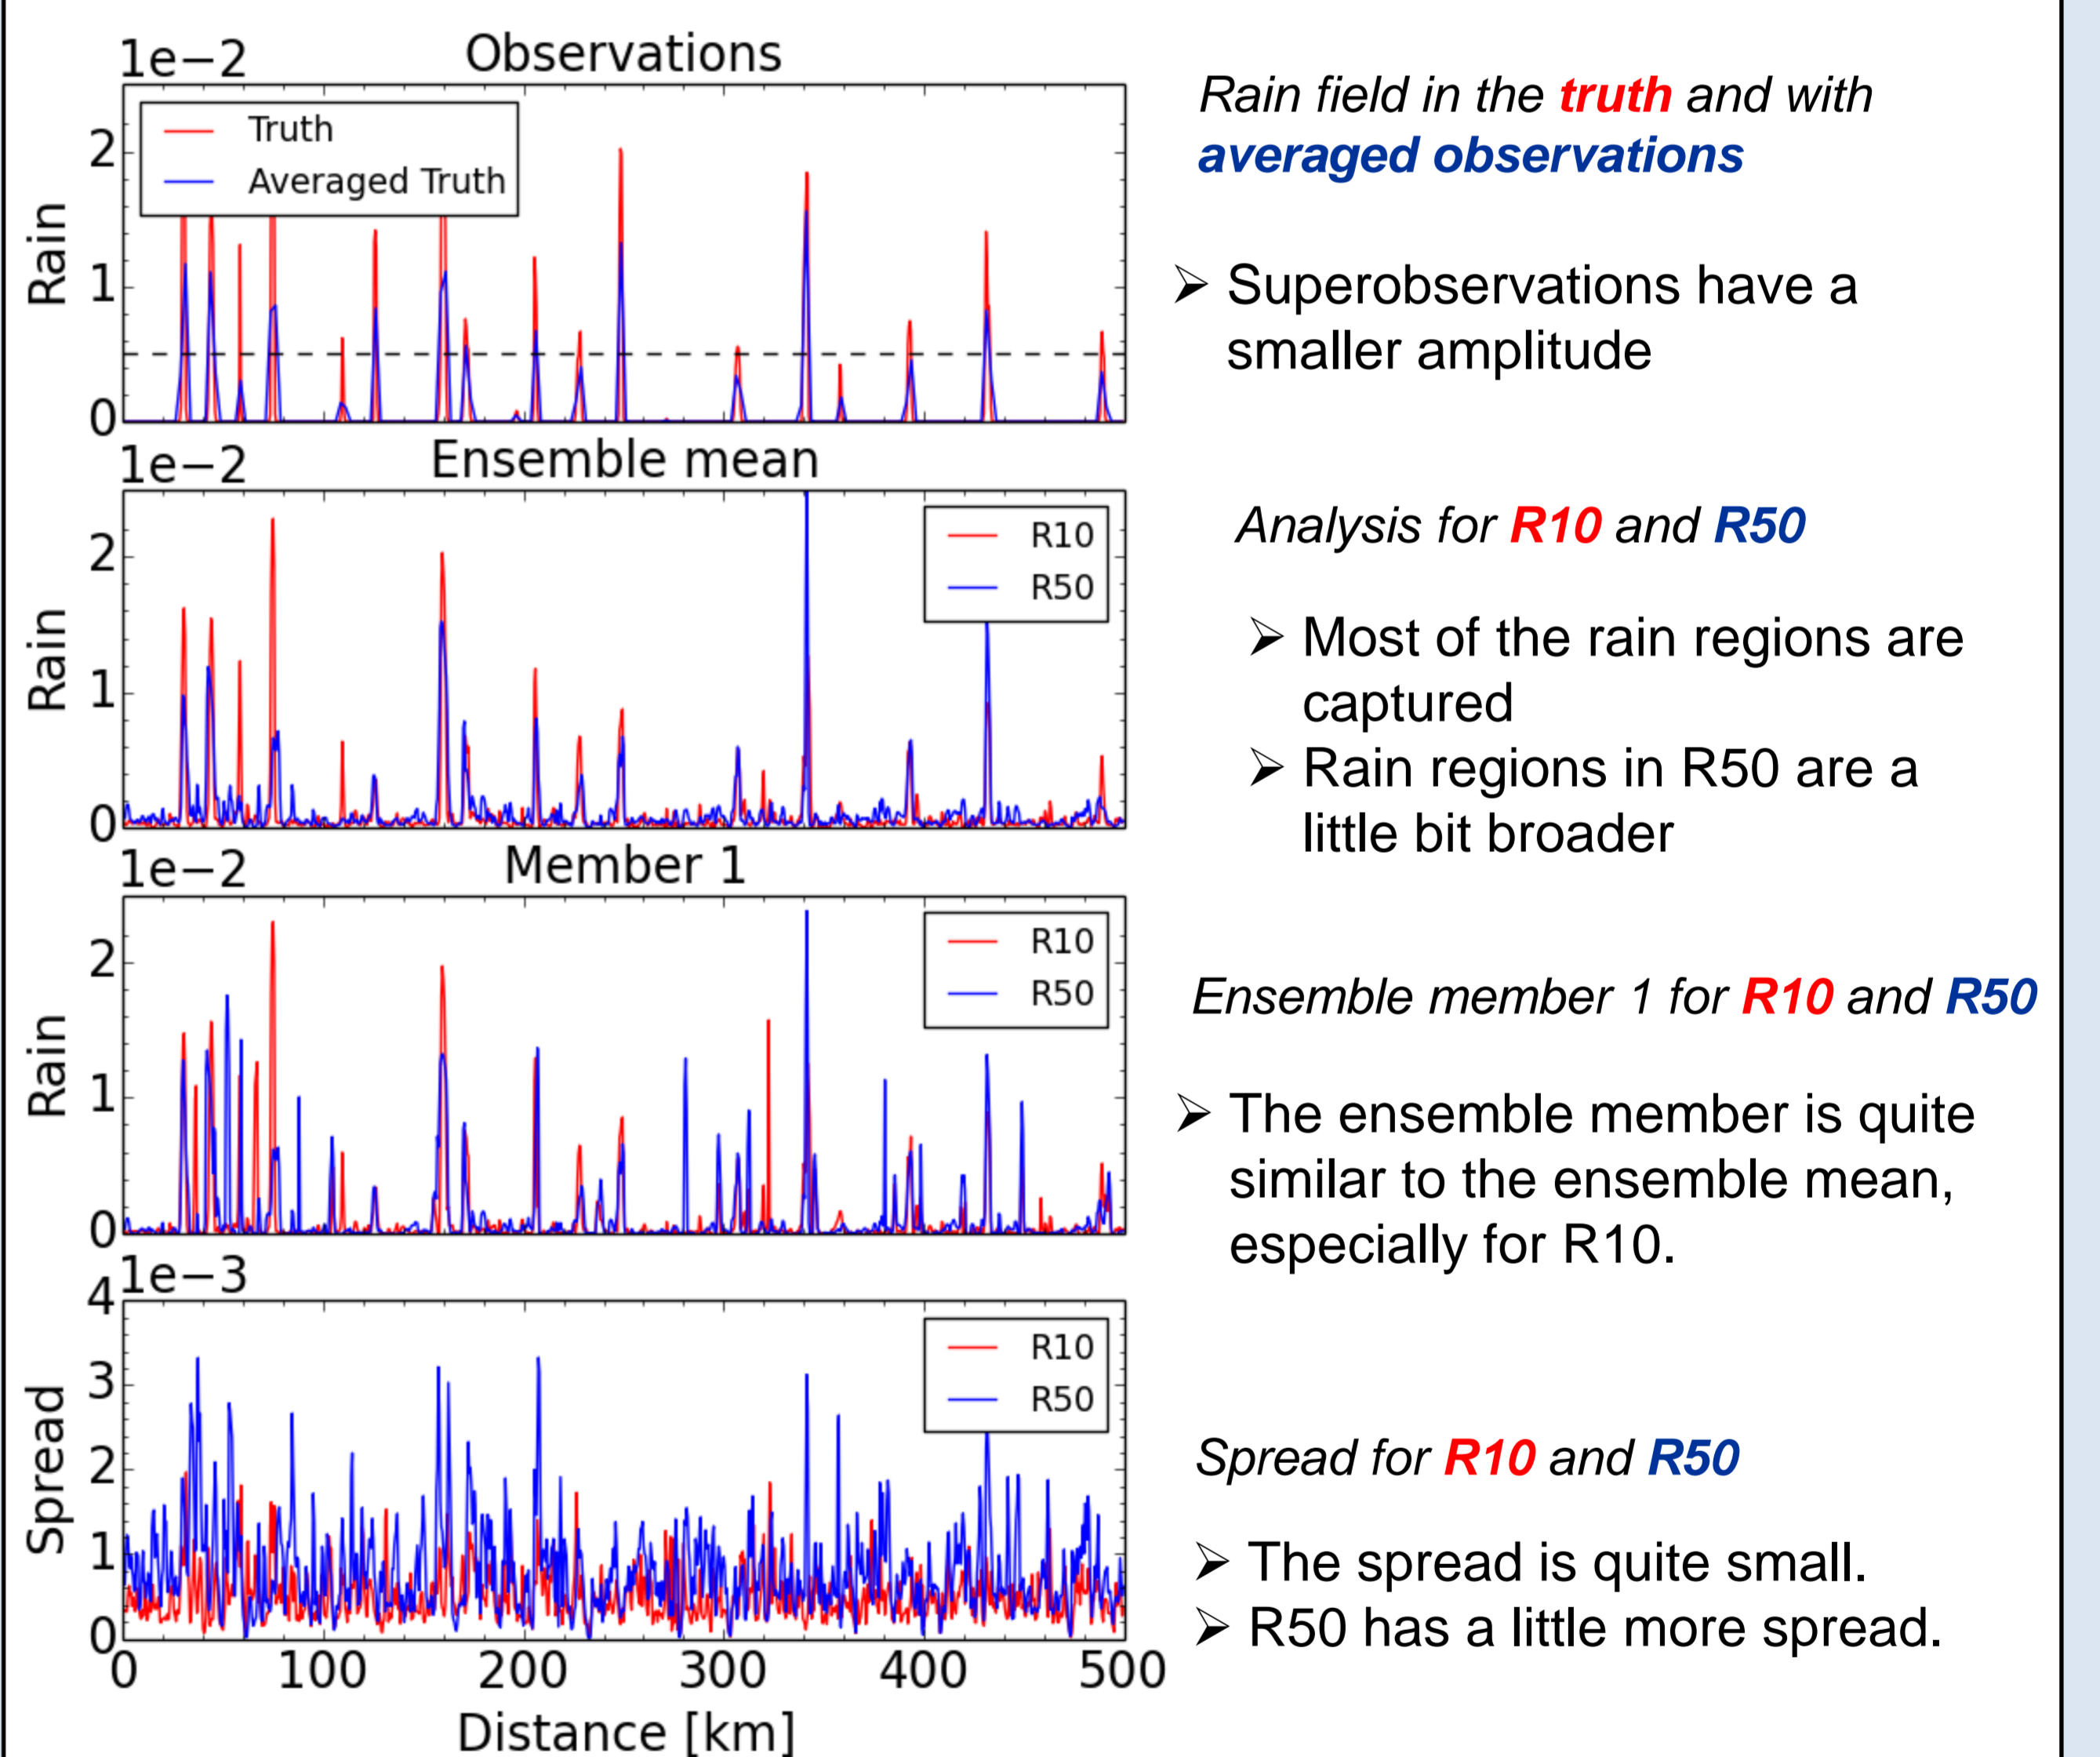 1e−2
Observations
Truth
Averaged Truth
2
1
0
Rain
Rain field in the truth and with
averaged observations
➢ Superobservations have a
smaller amplitude
1e−2
Ensemble mean
R10
R50
2
1
0
Rain
Analysis for R10 and R50
➢ Most of the rain regions are
captured
➢ Rain regions in R50 are a
little bit broader
1e−2
Member 1
R10
R50
2
1
0
Rain
Ensemble member 1 for R10 and R50
➢ The ensemble member is quite
similar to the ensemble mean,
especially for R10.
1e−3
R10
R50
4
3
2
1
0
Spread
0 100 200 300 400 500
Distance [km]
Spread for R10 and R50
➢ The spread is quite small.
➢ R50 has a little more spread.